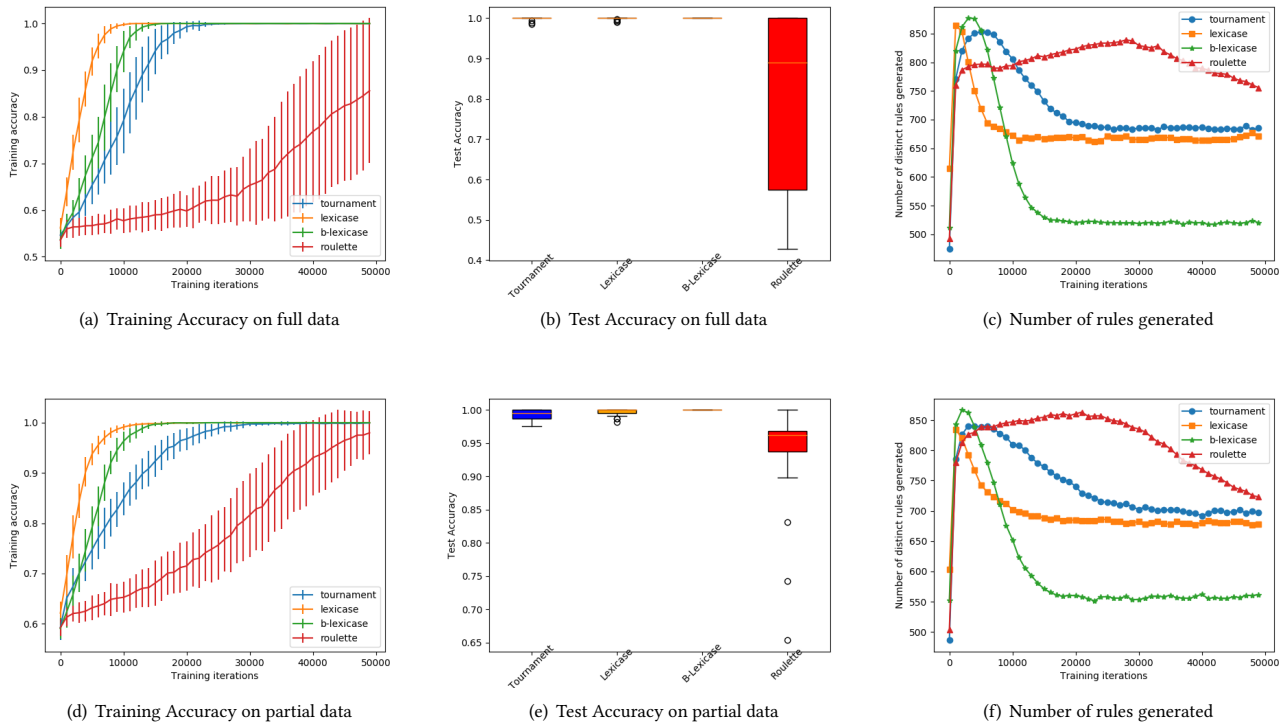 1.0
0.9
0.8
0.7
0.6
0.5
Training accuracy
tournament
lexicase
b-lexicase
roulette
0
10000
20000
30000
40000
50000
Training iterations
(a) Training Accuracy on full data
1.0
0.9
0.8
0.7
0.6
0.5
0.4
Test Accuracy
Tournament
Lexicase
B-Lexicase
Roulette
(b) Test Accuracy on full data
850
800
750
700
650
600
550
500
Number of distinct rules generated
tournament
lexicase
b-lexicase
roulette
0
10000
20000
30000
40000
50000
Training iterations
(c) Number of rules generated
1.0
0.9
0.8
0.7
0.6
Training accuracy
tournament
lexicase
b-lexicase
roulette
0
10000
20000
30000
40000
50000
Training iterations
(d) Training Accuracy on partial data
1.00
0.95
0.90
0.85
0.80
0.75
0.70
0.65
Test Accuracy
Tournament
Lexicase
B-Lexicase
Roulette
(e) Test Accuracy on partial data
850
800
750
700
650
600
550
500
Number of distinct rules generated
tournament
lexicase
b-lexicase
roulette
0
10000
20000
30000
40000
50000
Training iterations
(f) Number of rules generated